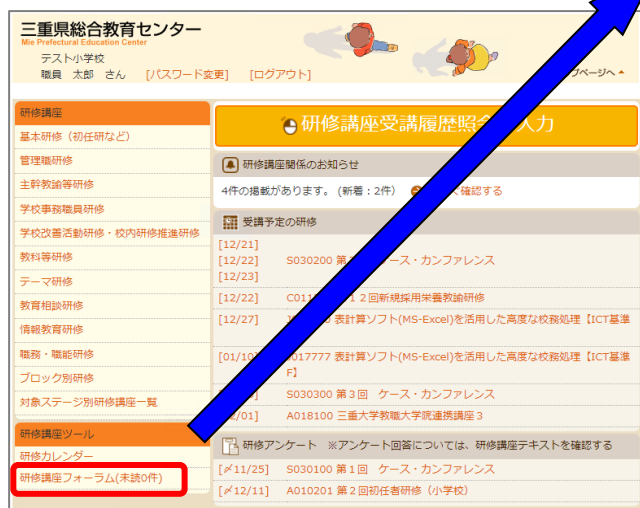 三重県総合教育センター
Mie Prefectural Education Center
テスト小学校
職員 太郎 さん [パスワード変更] [ログアウト]
ページへ
研修講座
基本研修（初任研など）
管理職研修
主幹教諭等研修
学校事務職員研修
学校改善活動研修・校内研修推進研修
教科等研修
テーマ研修
教育相談研修
情報教育研修
職務・職能研修
ブロック別研修
対象ステージ別研修講座一覧
研修講座ツール
研修カレンダー
研修講座フォーラム(未読0件)
研修講座受講履歴照会 入力
研修講座関係のお知らせ
4件の掲載があります。（新着：2件） く確認する
受講予定の研修
[12/21]
[12/22] S030200 第 ケース・カンファレンス
[12/23]
[12/22] C011 1２回新規採用栄養教諭研修
[12/27] 表計算ソフト(MS-Excel)を活用した高度な校務処理【ICT基準
[01/10] 017777 表計算ソフト(MS-Excel)を活用した高度な校務処理【ICT基準
F】
S030300 第３回 ケース・カンファレンス
/01] A018100 三重大学教職大学院連携講座３
研修アンケート ※アンケート回答については、研修講座テキストを確認する
[〆11/25] S030100 第１回 ケース・カンファレンス
[〆12/11] A010201 第２回初任者研修（小学校）